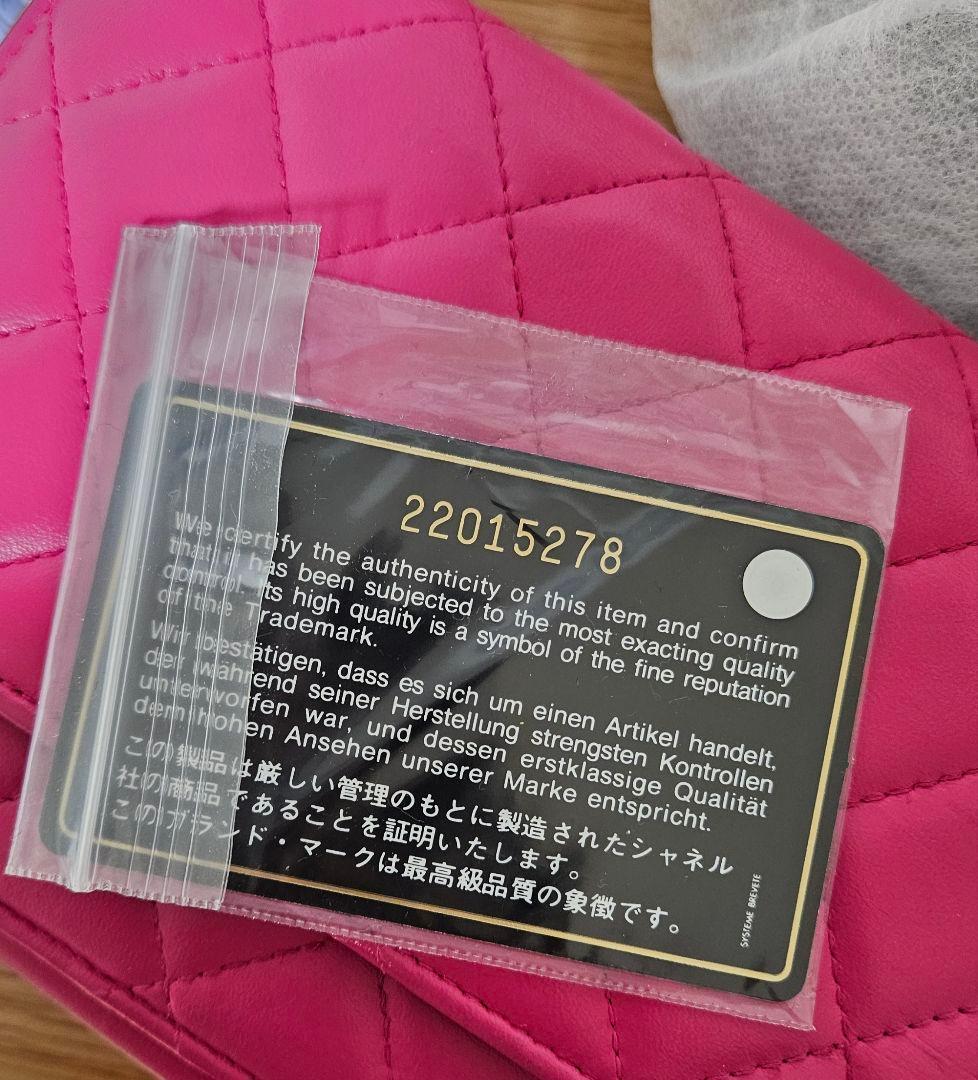 22015278
We certify the authenticity of this item and confirm
that it has been subjected to the most exacting quality
control. Its high quality is a symbol of the fine reputation
of the Trademark.
Wir bestätigen, dass es sich um einen Artikel handelt,
der während seiner Herstellung strengsten Kontrollen
unterworfen war, und dessen erstklassige Qualität
dem hohen Ansehen unserer Marke entspricht.
この製品は厳しい管理のもとに製造されたシャネル
社の商品であることを証明いたします。
このブランド・マークは最高級品質の象徴です。
SYSTEME BREVETE